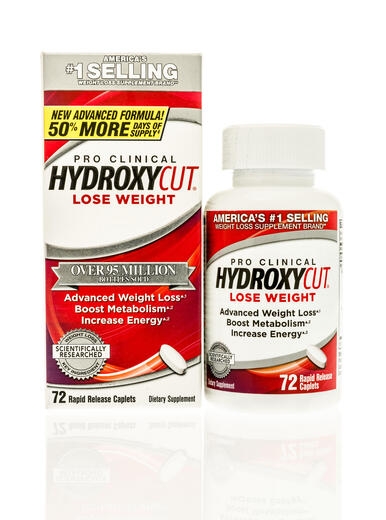 AMERICA'S
#1 SELLING
WEIGHT LOSS SUPPLEMENT BRAND**
NEW ADVANCED FORMULA!
50% MORE DAYS OF SUPPLY
PRO CLINICAL
HYDROXYCUT®
LOSE WEIGHT
OVER 95 MILLION
BOTTLES SOLD
Advanced Weight Loss
Boost Metabolism
Increase Energy
WEIGHT LOSS
SCIENTIFICALLY
RESEARCHED
72 Rapid Release Caplets
Dietary Supplement
AMERICA'S #1 SELLING
WEIGHT LOSS SUPPLEMENT BRAND
PRO CLINICAL
HYDROXYCUT®
LOSE WEIGHT
Advanced Weight Loss
Boost Metabolism
Increase Energy
SCIENTIFICALLY
RESEARCHED
72 Rapid Release
Caplets
Dietary Supplement